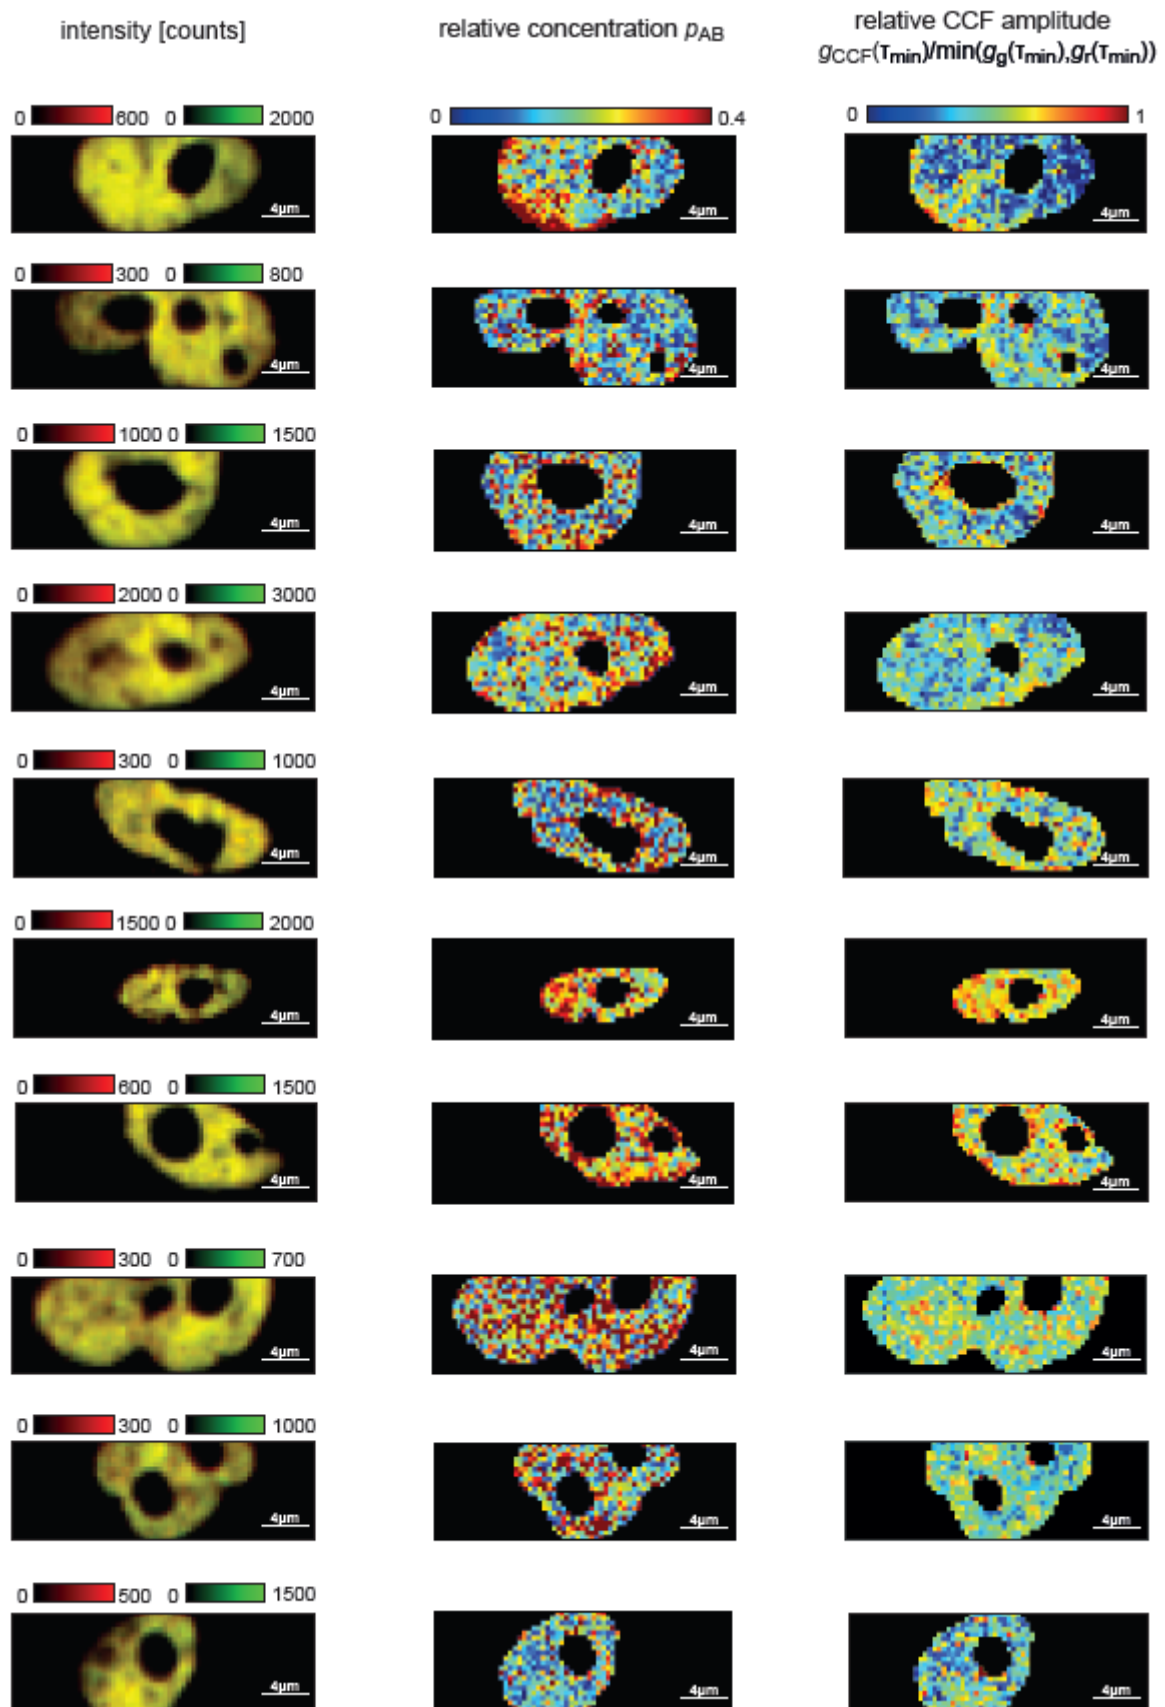 intensity [counts]
relative concentration pAB
relative CCF amplitude
gCCF(τmin)/min(gg(τmin),gr(τmin))
0 600 0 2000
0 0.4
0 1
4μm 4μm 4μm
0 300 0 800
4μm 4μm 4μm
0 1000 0 1500
4μm 4μm 4μm
0 2000 0 3000
4μm 4μm 4μm
0 300 0 1000
4μm 4μm 4μm
0 1500 0 2000
4μm 4μm 4μm
0 600 0 1500
4μm 4μm 4μm
0 300 0 700
4μm 4μm 4μm
0 300 0 1000
4μm 4μm 4μm
0 500 0 1500
4μm 4μm 4μm